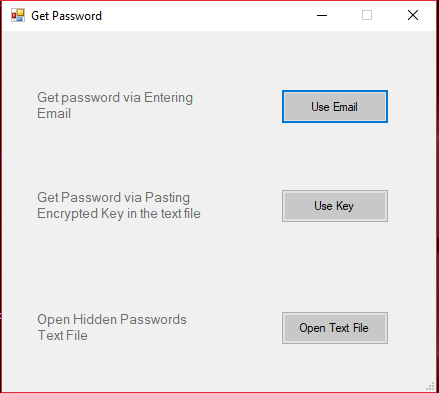 Get Password
Get password via Entering
Email
Use Email
Get Password via Pasting
Encrypted Key in the text file
Use Key
Open Hidden Passwords
Text File
Open Text File